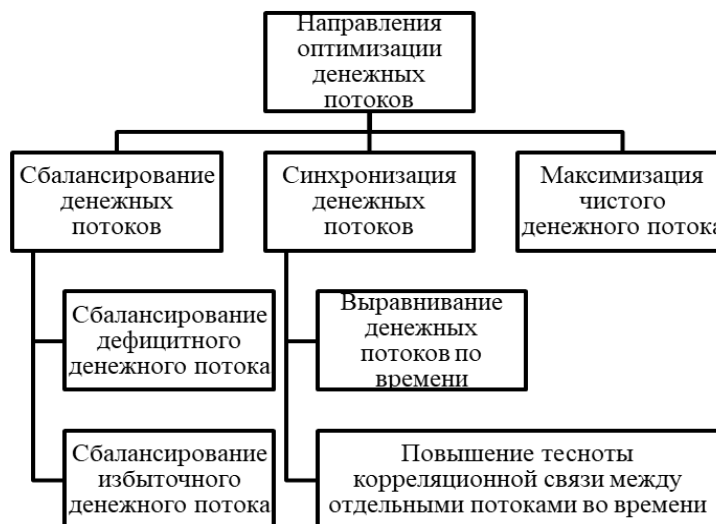 Направления
оптимизации
денежных
потоков
Сбалансирование
денежных
потоков
Синхронизация
денежных
потоков
Максимизация
чистого
денежного потока
Сбалансирование
дефицитного
денежного потока
Выравнивание
денежных
потоков по
времени
Сбалансирование
избыточного
денежного потока
Повышение тесноты
корреляционной связи между
отдельными потоками во времени